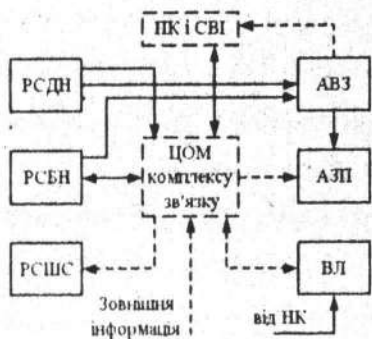 ПК і СВІ
РСДН
АВЗ
РСБН
ЦОМ
комплексу
зв'язку
АЗП
РСШС
ВЛ
Зовнішня
інформація
від НК